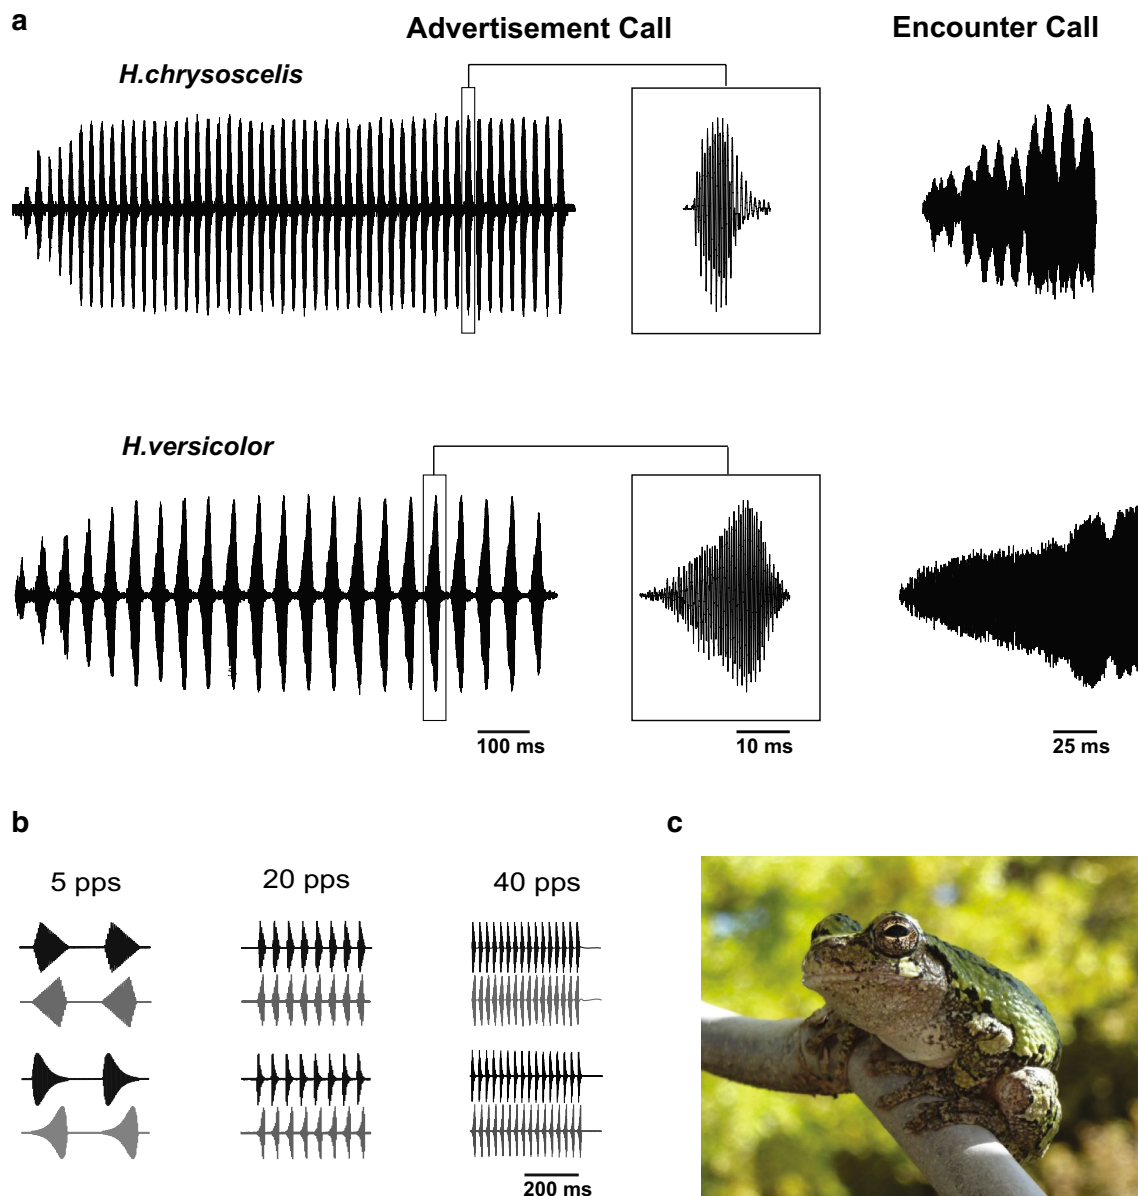 a
Advertisement Call
Encounter Call
H.chrysoscelis
H.versicolor
100 ms
10 ms
25 ms
b
c
5 pps
20 pps
40 pps
200 ms